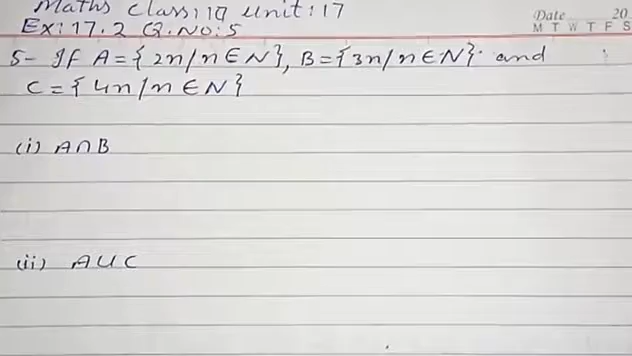 Maths Class: 10 Unit: 17
Ex: 17.2 Q.No: 5
Date 20
M T W T F S
5- If A = { 2n / n ∈ N }, B = { 3n / n ∈ N } and
C = { 4n / n ∈ N }
(i) A ∩ B
(ii) A U C